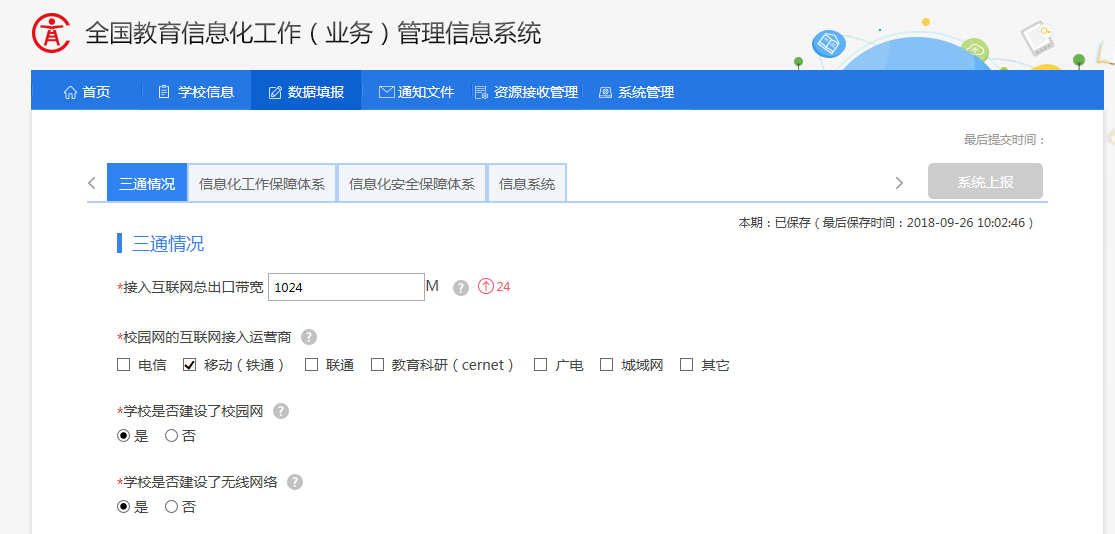 全国教育信息化工作（业务）管理信息系统
首页 学校信息 数据填报 通知文件 资源接收管理 系统管理
最后提交时间：
三通情况 信息化工作保障体系 信息化安全保障体系 信息系统 系统上报
本期：已保存（最后保存时间：2018-09-26 10:02:46）
三通情况
*接入互联网总出口带宽 1024 M ? 24
*校园网的互联网接入运营商 ?
电信 移动（铁通） 联通 教育科研（cernet） 广电 城域网 其它
*学校是否建设了校园网 ?
是 否
*学校是否建设了无线网络 ?
是 否